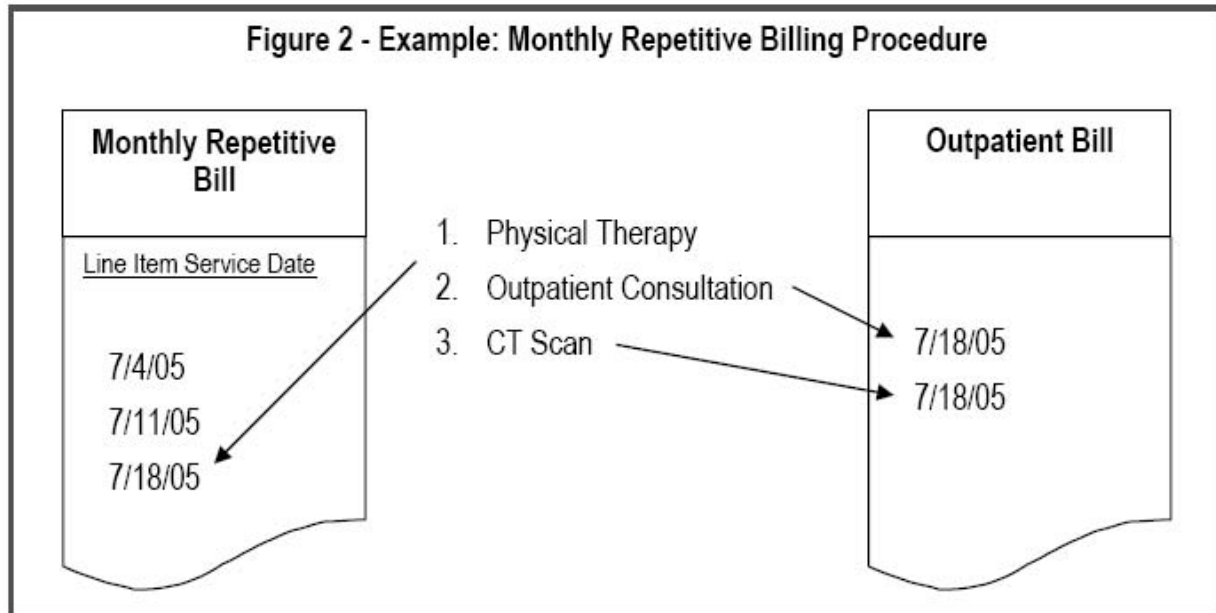 Figure 2 - Example: Monthly Repetitive Billing Procedure
Monthly Repetitive
Bill
Line Item Service Date
7/4/05
7/11/05
7/18/05
1. Physical Therapy
2. Outpatient Consultation
3. CT Scan
Outpatient Bill
7/18/05
7/18/05